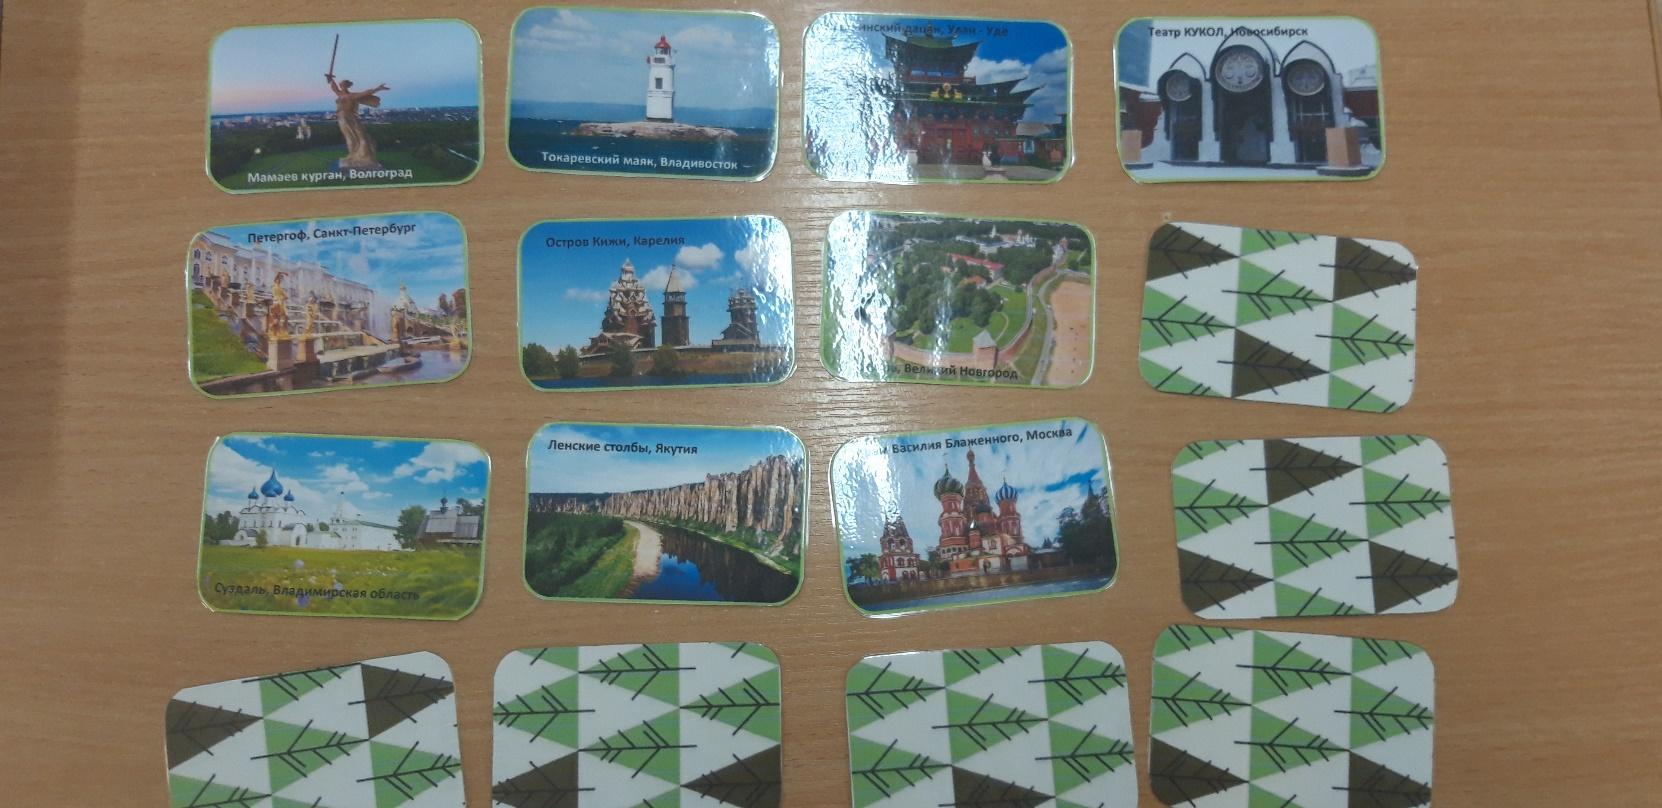 Мамаев курган, Волгоград
Токаревский маяк, Владивосток
дацан, Улан - Удэ
Театр КУКОЛ, Новосибирск
Петергоф, Санкт-Петербург
Остров Кижи, Карелия
Великий Новгород
Суздаль, Владимирская область
Ленские столбы, Якутия
Василия Блаженного, Москва